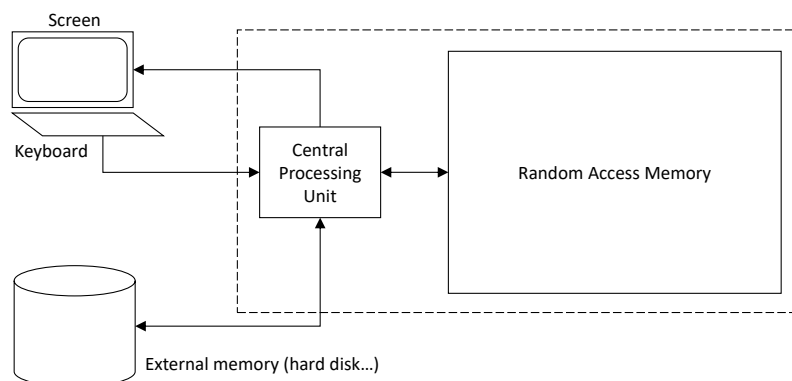 Screen
Keyboard
Central
Processing
Unit
Random Access Memory
External memory (hard disk...)